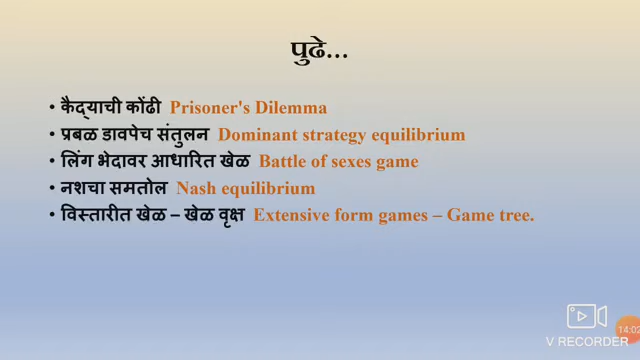 पुढे...
• कैद्याची कोंढी Prisoner's Dilemma
• प्रबळ डावपेच संतुलन Dominant strategy equilibrium
• लिंग भेदावर आधारित खेळ Battle of sexes game
• नशचा समतोल Nash equilibrium
• विस्तारीत खेळ – खेळ वृक्ष Extensive form games – Game tree.
14:02
V RECORDER